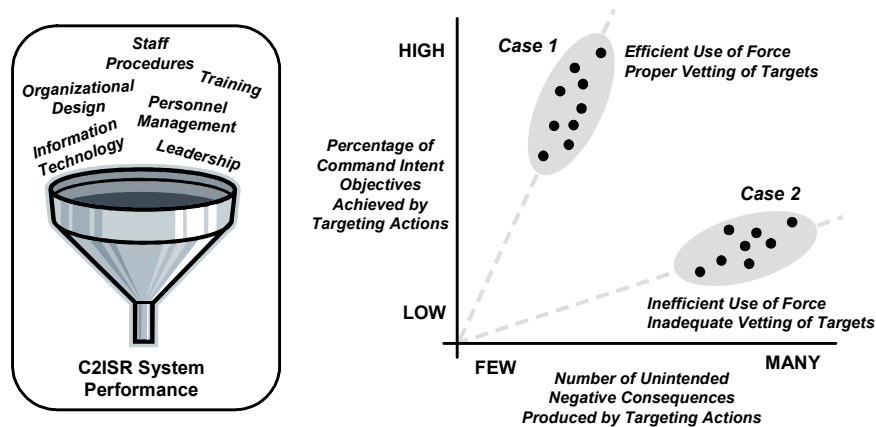 Staff
Procedures
Training
Organizational
Design
Personnel
Management
Information
Technology
Leadership
C2ISR System
Performance
HIGH
Case 1
Efficient Use of Force
Proper Vetting of Targets
Percentage of
Command Intent
Objectives
Achieved by
Targeting Actions
Case 2
LOW
Inefficient Use of Force
Inadequate Vetting of Targets
FEW
MANY
Number of Unintended
Negative Consequences
Produced by Targeting Actions